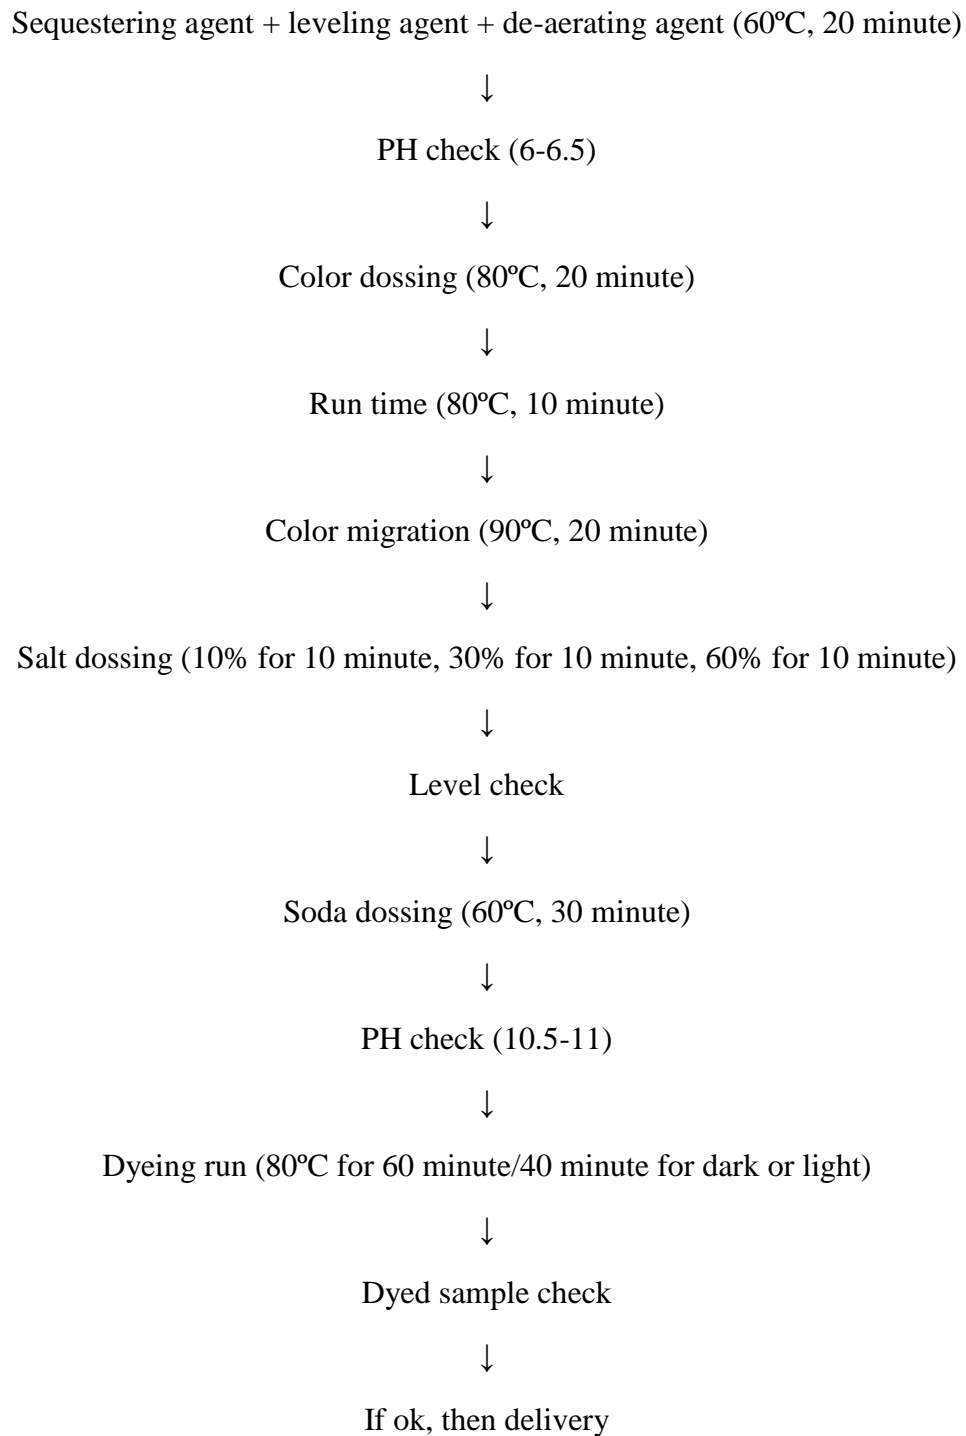 Sequestering agent + leveling agent + de-aerating agent (60ºC, 20 minute)
↓
PH check (6-6.5)
↓
Color dossing (80ºC, 20 minute)
↓
Run time (80ºC, 10 minute)
↓
Color migration (90ºC, 20 minute)
↓
Salt dossing (10% for 10 minute, 30% for 10 minute, 60% for 10 minute)
↓
Level check
↓
Soda dossing (60ºC, 30 minute)
↓
PH check (10.5-11)
↓
Dyeing run (80ºC for 60 minute/40 minute for dark or light)
↓
Dyed sample check
↓
If ok, then delivery